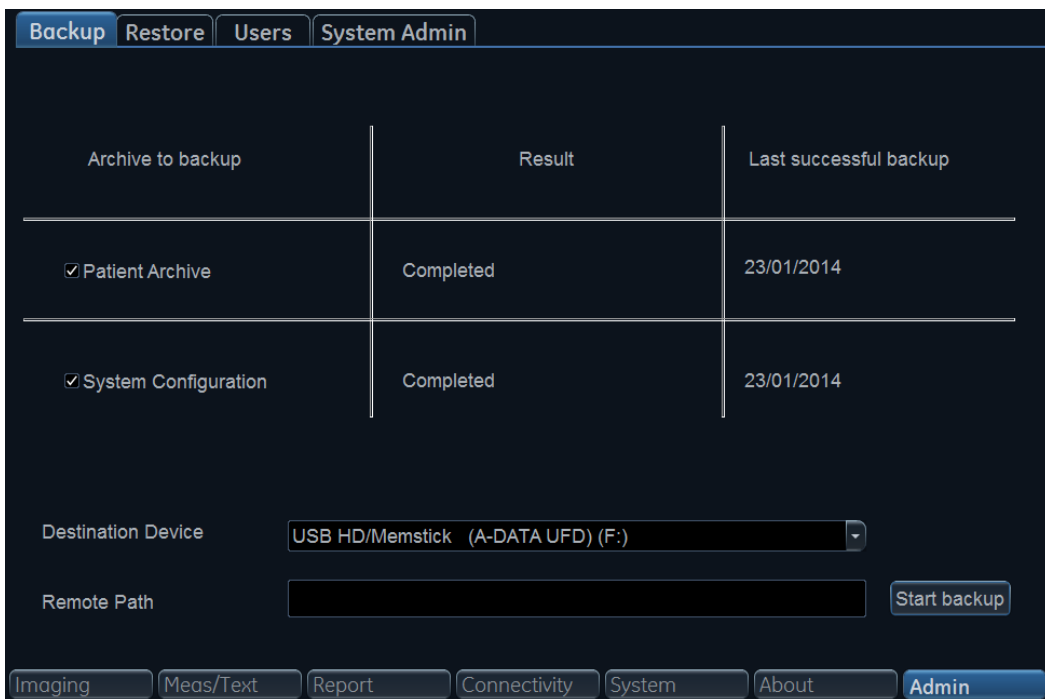 Backup Restore Users System Admin
Archive to backup Result Last successful backup
Patient Archive Completed 23/01/2014
System Configuration Completed 23/01/2014
Destination Device USB HD/Memstick (A-DATA UFD) (F:)
Remote Path Start backup
Imaging Meas/Text Report Connectivity System About Admin